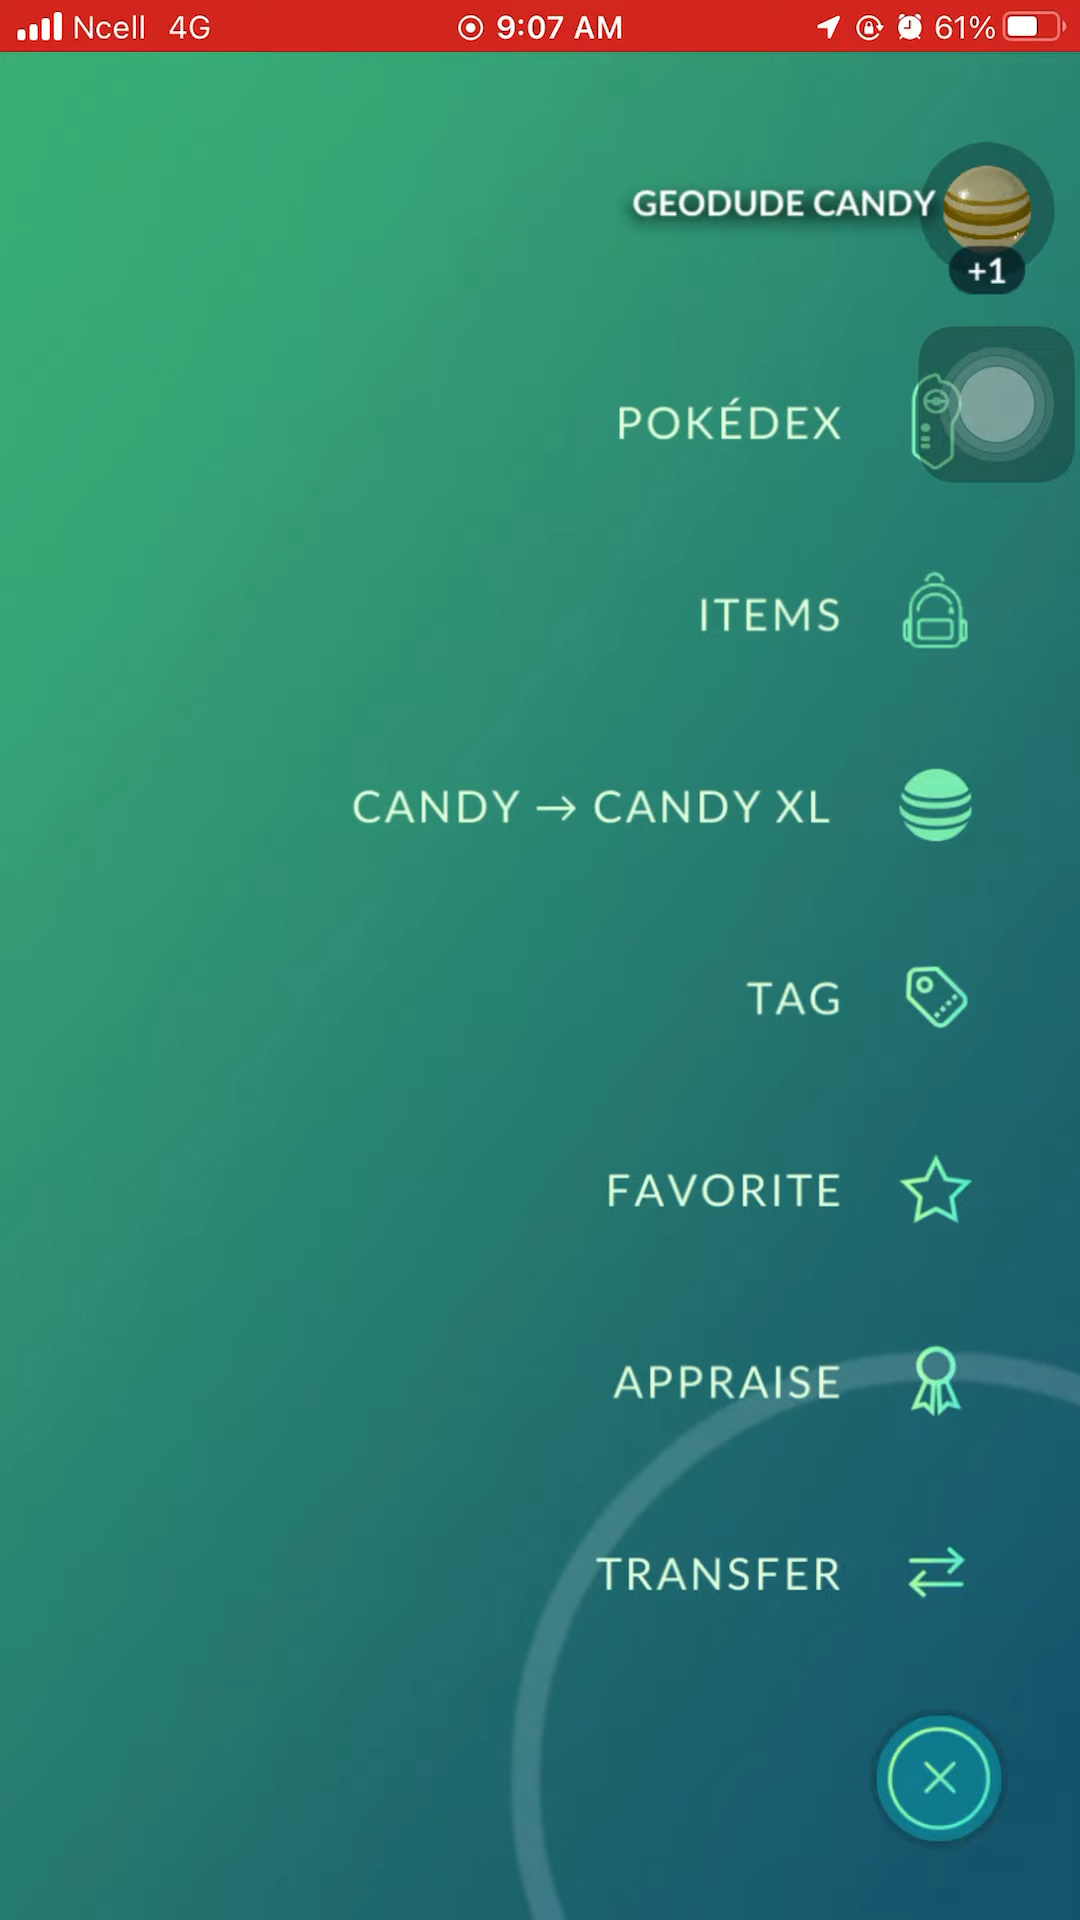 Ncell 4G 9:07 AM 61%
GEODUDE CANDY
+1
POKÉDEX
ITEMS
CANDY → CANDY XL
TAG
FAVORITE
APPRAISE
TRANSFER